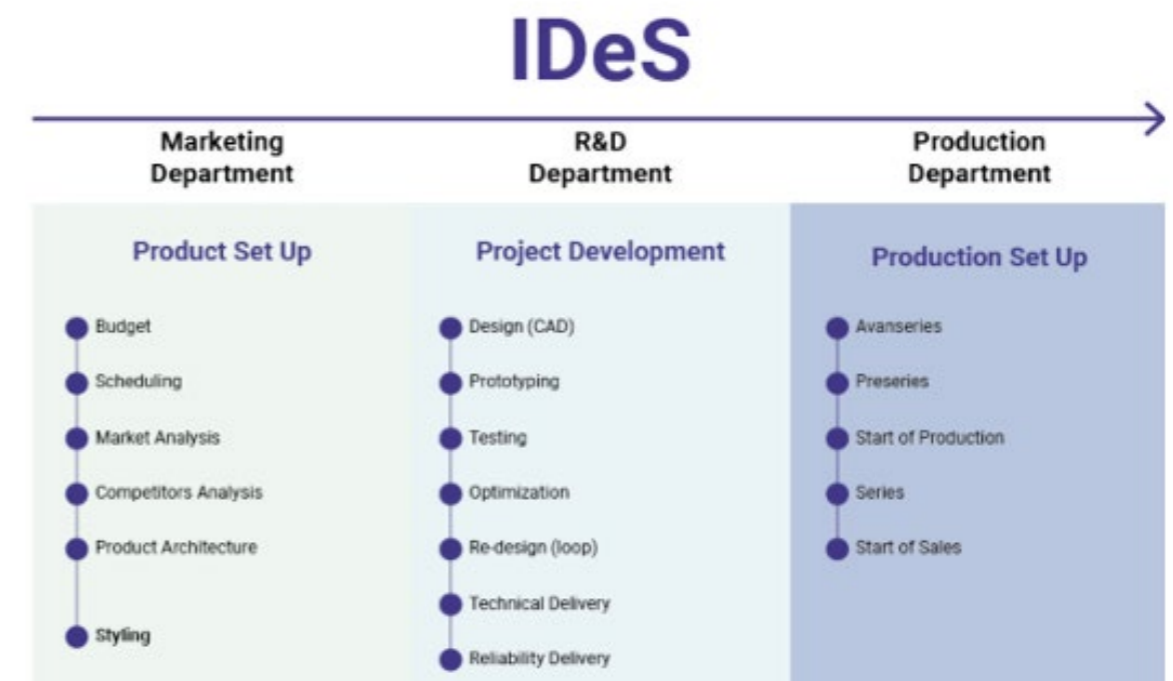 IDeS
Marketing
Department
R&D
Department
Production
Department
Product Set Up
Budget
Scheduling
Market Analysis
Competitors Analysis
Product Architecture
Styling
Project Development
Design (CAD)
Prototyping
Testing
Optimization
Re-design (loop)
Technical Delivery
Reliability Delivery
Production Set Up
Avanseries
Preseries
Start of Production
Series
Start of Sales